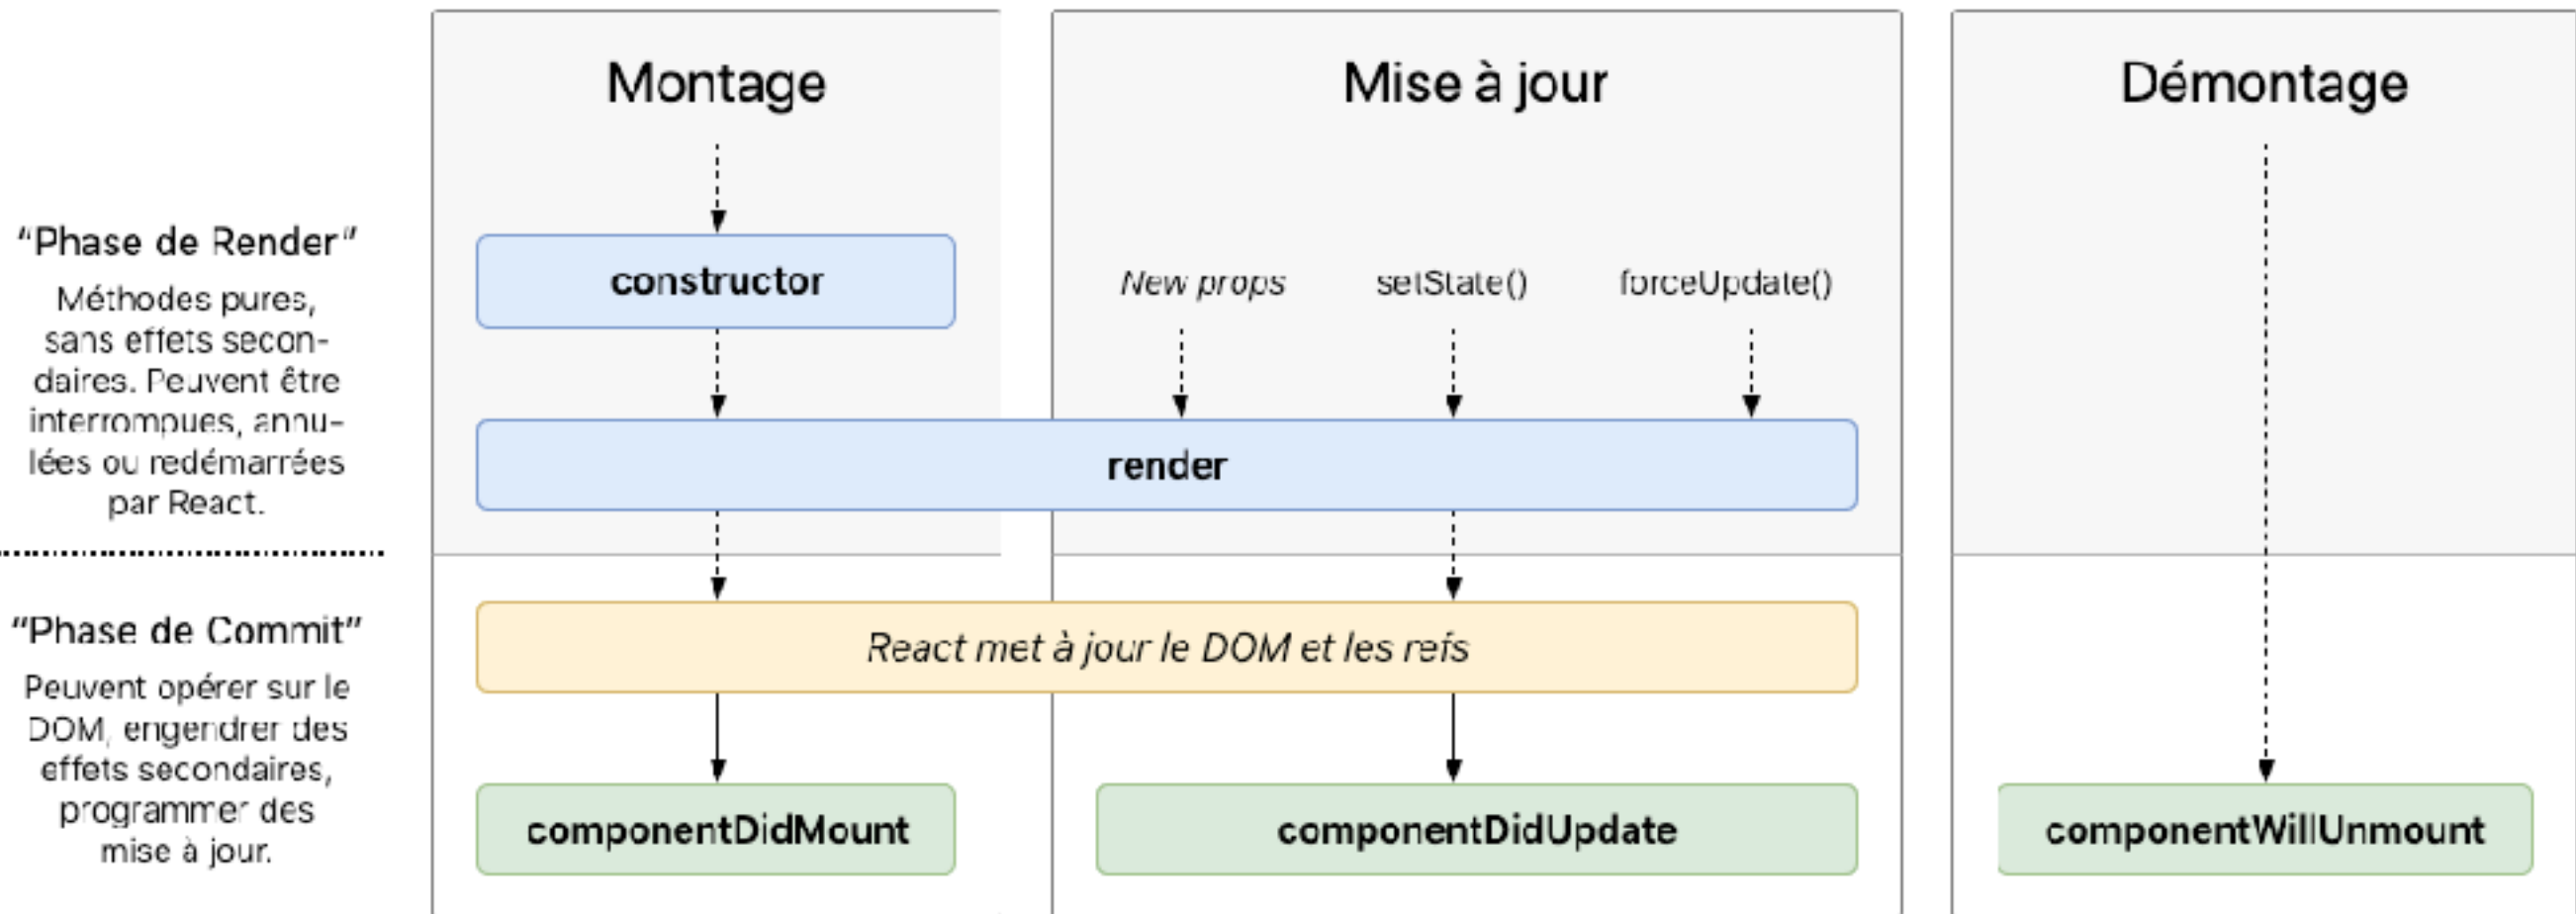 Montage
Mise à jour
Démontage
“Phase de Render”
Méthodes pures,
sans effets secon-
daires. Peuvent être
interrompues, annu-
lées ou redémarrées
par React.
constructor
New props
setState()
forceUpdate()
render
“Phase de Commit”
Peuvent opérer sur le
DOM, engendrer des
effets secondaires,
programmer des
mise à jour.
React met à jour le DOM et les refs
componentDidMount
componentDidUpdate
componentWillUnmount